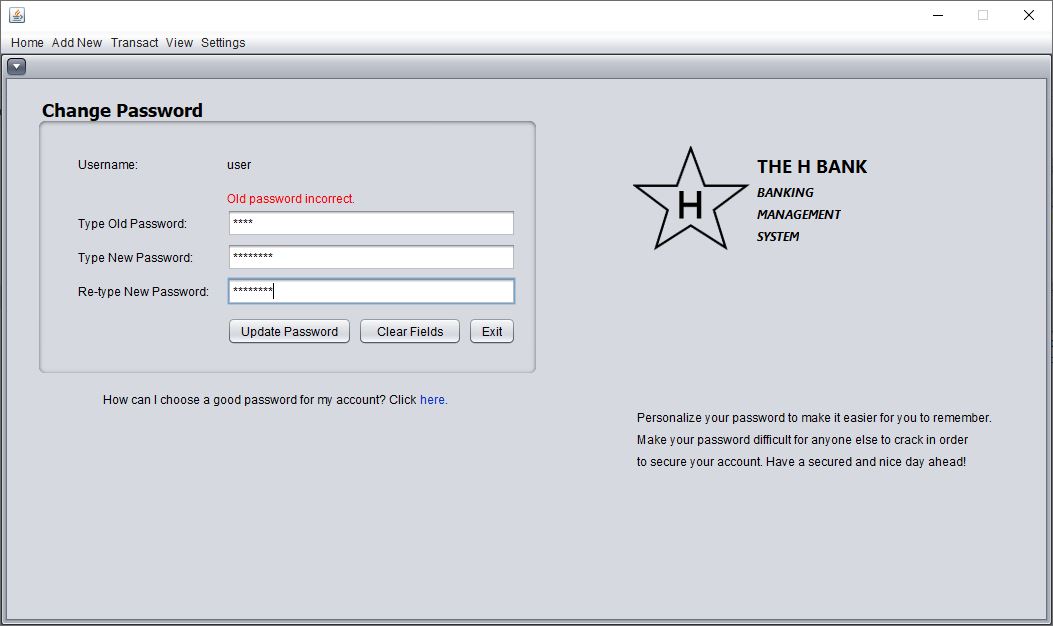 Home Add New Transact View Settings
Change Password
Username: user
Old password incorrect.
Type Old Password: ****
Type New Password: ********
Re-type New Password: ********
Update Password Clear Fields Exit
How can I choose a good password for my account? Click here.
H
THE H BANK
BANKING
MANAGEMENT
SYSTEM
Personalize your password to make it easier for you to remember.
Make your password difficult for anyone else to crack in order
to secure your account. Have a secured and nice day ahead!